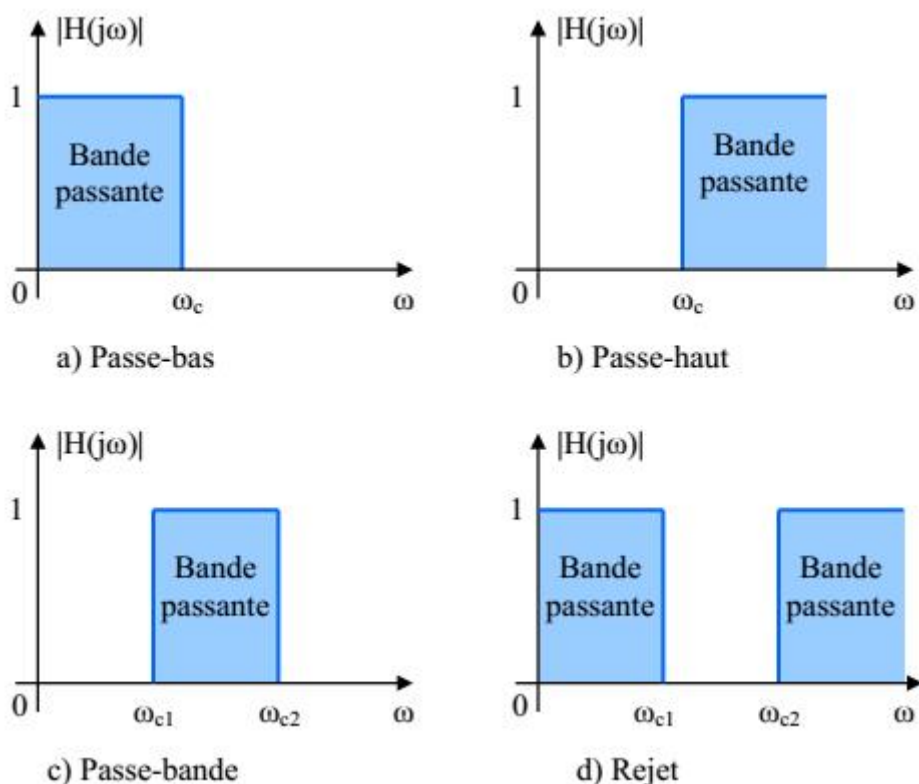 |H(jω)|
1
Bande
passante
0
ω_c
ω
a) Passe-bas
|H(jω)|
1
Bande
passante
0
ω_c
ω
b) Passe-haut
|H(jω)|
1
Bande
passante
0
ω_c1
ω_c2
ω
c) Passe-bande
|H(jω)|
1
Bande
passante
Bande
passante
0
ω_c1
ω_c2
ω
d) Rejet